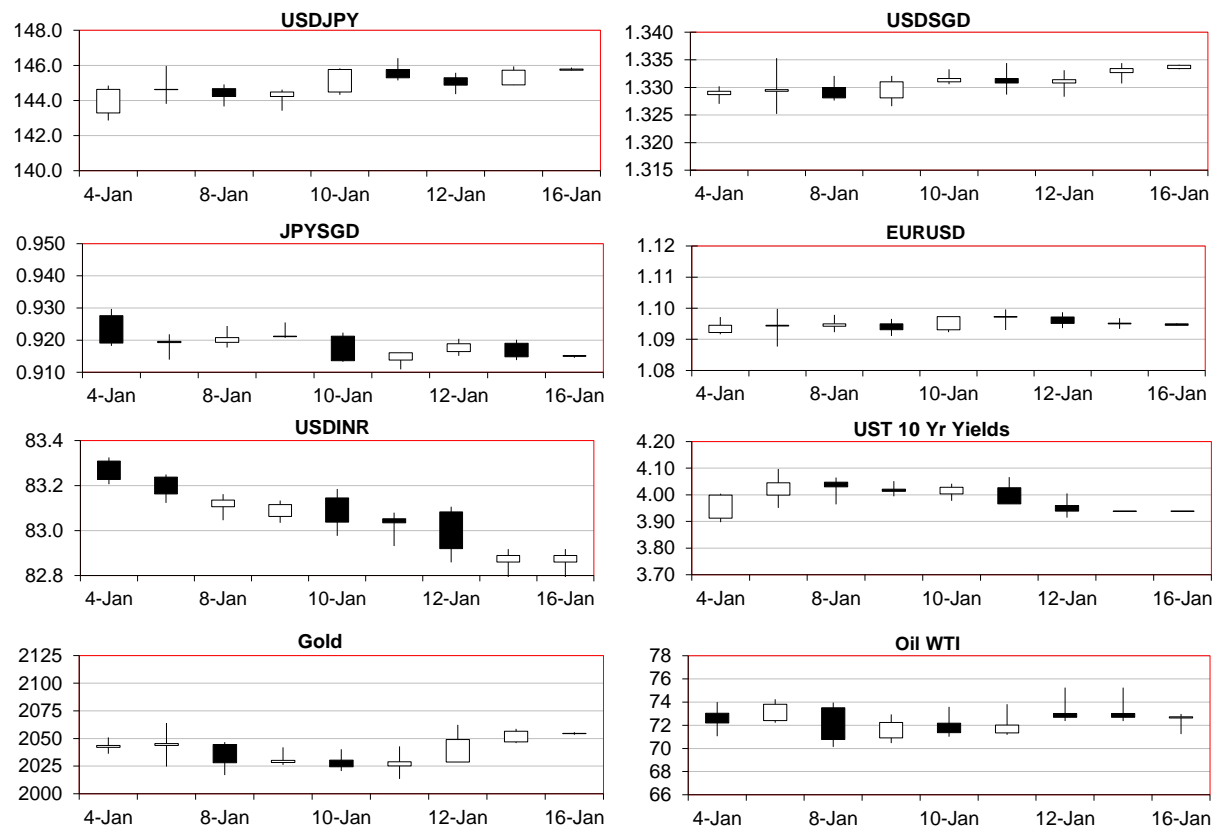 USDJPY
148.0
146.0
144.0
142.0
140.0
4-Jan 8-Jan 10-Jan 12-Jan 16-Jan
USDSGD
1.340
1.335
1.330
1.325
1.320
1.315
4-Jan 8-Jan 10-Jan 12-Jan 16-Jan
JPYSGD
0.950
0.940
0.930
0.920
0.910
4-Jan 8-Jan 10-Jan 12-Jan 16-Jan
EURUSD
1.12
1.11
1.10
1.09
1.08
4-Jan 8-Jan 10-Jan 12-Jan 16-Jan
USDINR
83.4
83.2
83.0
82.8
4-Jan 8-Jan 10-Jan 12-Jan 16-Jan
UST 10 Yr Yields
4.20
4.10
4.00
3.90
3.80
3.70
4-Jan 8-Jan 10-Jan 12-Jan 16-Jan
Gold
2125
2100
2075
2050
2025
2000
4-Jan 8-Jan 10-Jan 12-Jan 16-Jan
Oil WTI
78
76
74
72
70
68
66
4-Jan 8-Jan 10-Jan 12-Jan 16-Jan